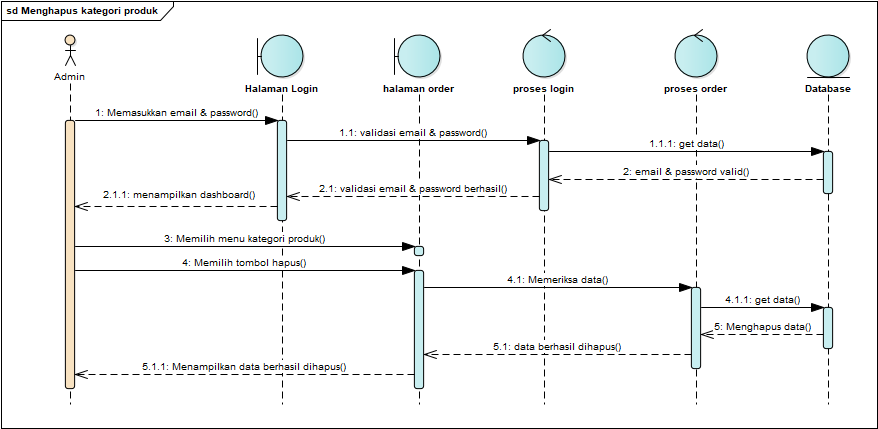 sd Menghapus kategori produk
Admin
Halaman Login
halaman order
proses login
proses order
Database
1: Memasukkan email & password()
1.1: validasi email & password()
1.1.1: get data()
2: email & password valid()
2.1: validasi email & password berhasil()
2.1.1: menampilkan dashboard()
3: Memilih menu kategori produk()
4: Memilih tombol hapus()
4.1: Memeriksa data()
4.1.1: get data()
5: Menghapus data()
5.1: data berhasil dihapus()
5.1.1: Menampilkan data berhasil dihapus()